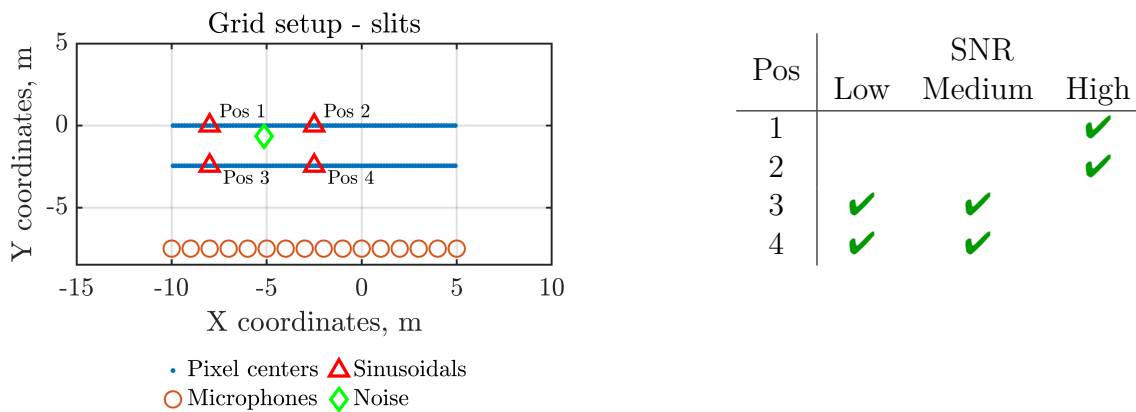 Grid setup - slits
Y coordinates, m
5
0
-5
Pos 1
Pos 2
Pos 3
Pos 4
-15 -10 -5 0 5 10
X coordinates, m
Pixel centers
Sinusoidals
Microphones
Noise
Pos
SNR
Low Medium High
1 ✔
2 ✔
3 ✔ ✔
4 ✔ ✔